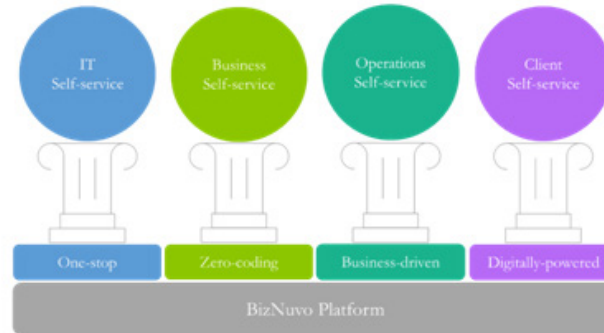 IT
Self-service
Business
Self-service
Operations
Self-service
Client
Self-service
One-stop
Zero-coding
Business-driven
Digitally-powered
BizNuvo Platform